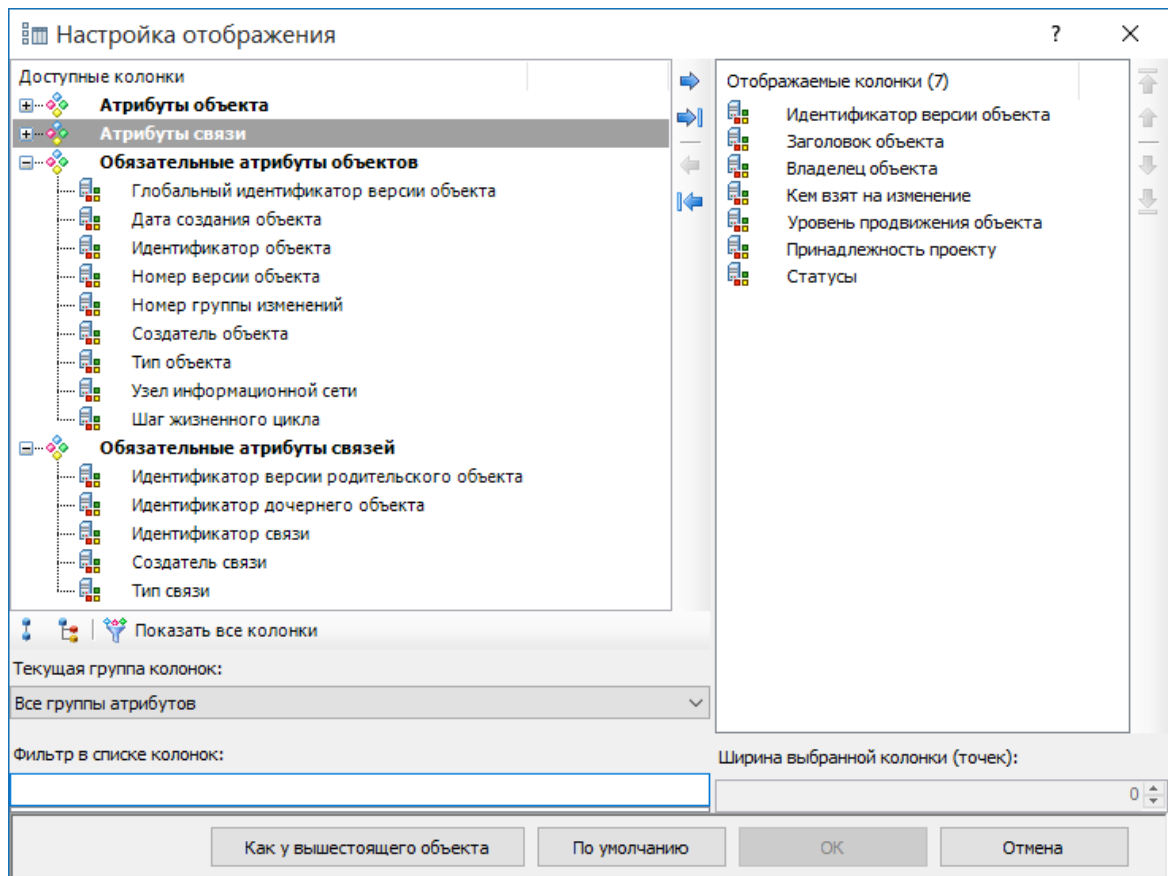 Настройка отображения
?
Доступные колонки
Атрибуты объекта
Атрибуты связи
Обязательные атрибуты объектов
Глобальный идентификатор версии объекта
Дата создания объекта
Идентификатор объекта
Номер версии объекта
Номер группы изменений
Создатель объекта
Тип объекта
Узел информационной сети
Шаг жизненного цикла
Обязательные атрибуты связей
Идентификатор версии родительского объекта
Идентификатор дочернего объекта
Идентификатор связи
Создатель связи
Тип связи
Показать все колонки
Текущая группа колонок:
Все группы атрибутов
Фильтр в списке колонок:
Отображаемые колонки (7)
Идентификатор версии объекта
Заголовок объекта
Владелец объекта
Кем взят на изменение
Уровень продвижения объекта
Принадлежность проекту
Статусы
Ширина выбранной колонки (точек):
0
Как у вышестоящего объекта
По умолчанию
ОК
Отмена